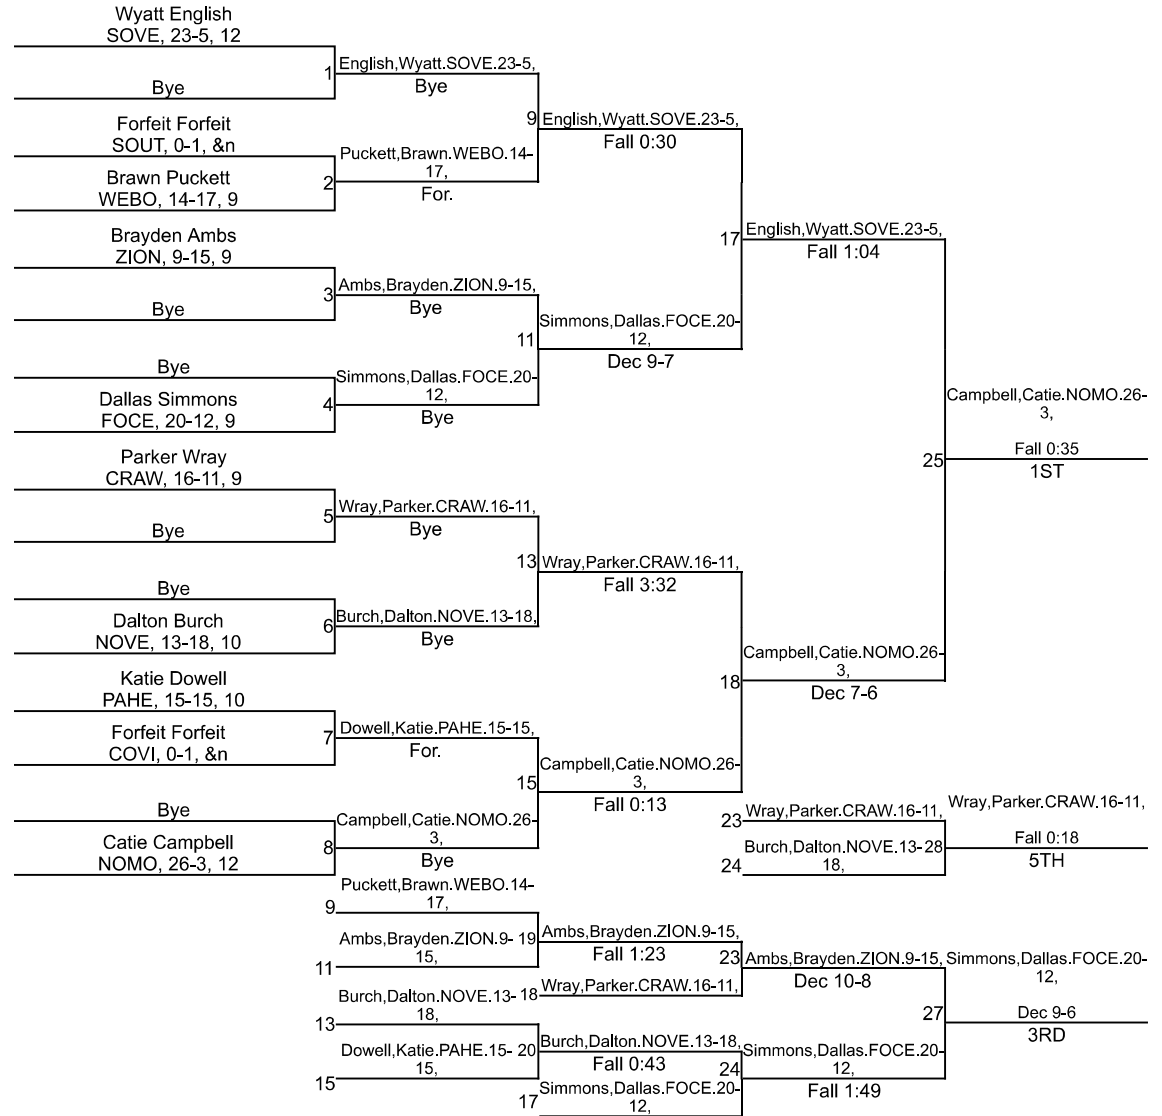 Wyatt English
SOVE, 23-5, 12
Bye
1
English,Wyatt.SOVE.23-5,
Bye
Forfeit Forfeit
SOUT, 0-1, &n
Brawn Puckett
WEBO, 14-17, 9
2
Puckett,Brawn.WEBO.14-
17,
For.
9
English,Wyatt.SOVE.23-5,
Fall 0:30
Brayden Ambs
ZION, 9-15, 9
Bye
3
Ambs,Brayden.ZION.9-15,
Bye
Bye
Dallas Simmons
FOCE, 20-12, 9
4
Simmons,Dallas.FOCE.20-
12,
Bye
11
Simmons,Dallas.FOCE.20-
12,
Dec 9-7
17
English,Wyatt.SOVE.23-5,
Fall 1:04
Parker Wray
CRAW, 16-11, 9
Bye
5
Wray,Parker.CRAW.16-11,
Bye
Bye
Dalton Burch
NOVE, 13-18, 10
6
Burch,Dalton.NOVE.13-18,
Bye
13
Wray,Parker.CRAW.16-11,
Fall 3:32
Katie Dowell
PAHE, 15-15, 10
Forfeit Forfeit
COVI, 0-1, &n
7
Dowell,Katie.PAHE.15-15,
For.
Bye
Catie Campbell
NOMO, 26-3, 12
8
Campbell,Catie.NOMO.26-
3,
Bye
15
Campbell,Catie.NOMO.26-
3,
Fall 0:13
18
Campbell,Catie.NOMO.26-
3,
Dec 7-6
25
Campbell,Catie.NOMO.26-
3,
Fall 0:35
1ST
23
Wray,Parker.CRAW.16-11,
24
Burch,Dalton.NOVE.13-
18,
28
Wray,Parker.CRAW.16-11,
Fall 0:18
5TH
9
Puckett,Brawn.WEBO.14-
17,
11
Ambs,Brayden.ZION.9-
15,
19
Ambs,Brayden.ZION.9-15,
Fall 1:23
18
Wray,Parker.CRAW.16-11,
23
Ambs,Brayden.ZION.9-15,
Dec 10-8
13
Burch,Dalton.NOVE.13-
18,
15
Dowell,Katie.PAHE.15-
15,
20
Burch,Dalton.NOVE.13-18,
Fall 0:43
17
Simmons,Dallas.FOCE.20-
12,
24
Simmons,Dallas.FOCE.20-
12,
Fall 1:49
27
Simmons,Dallas.FOCE.20-
12,
Dec 9-6
3RD